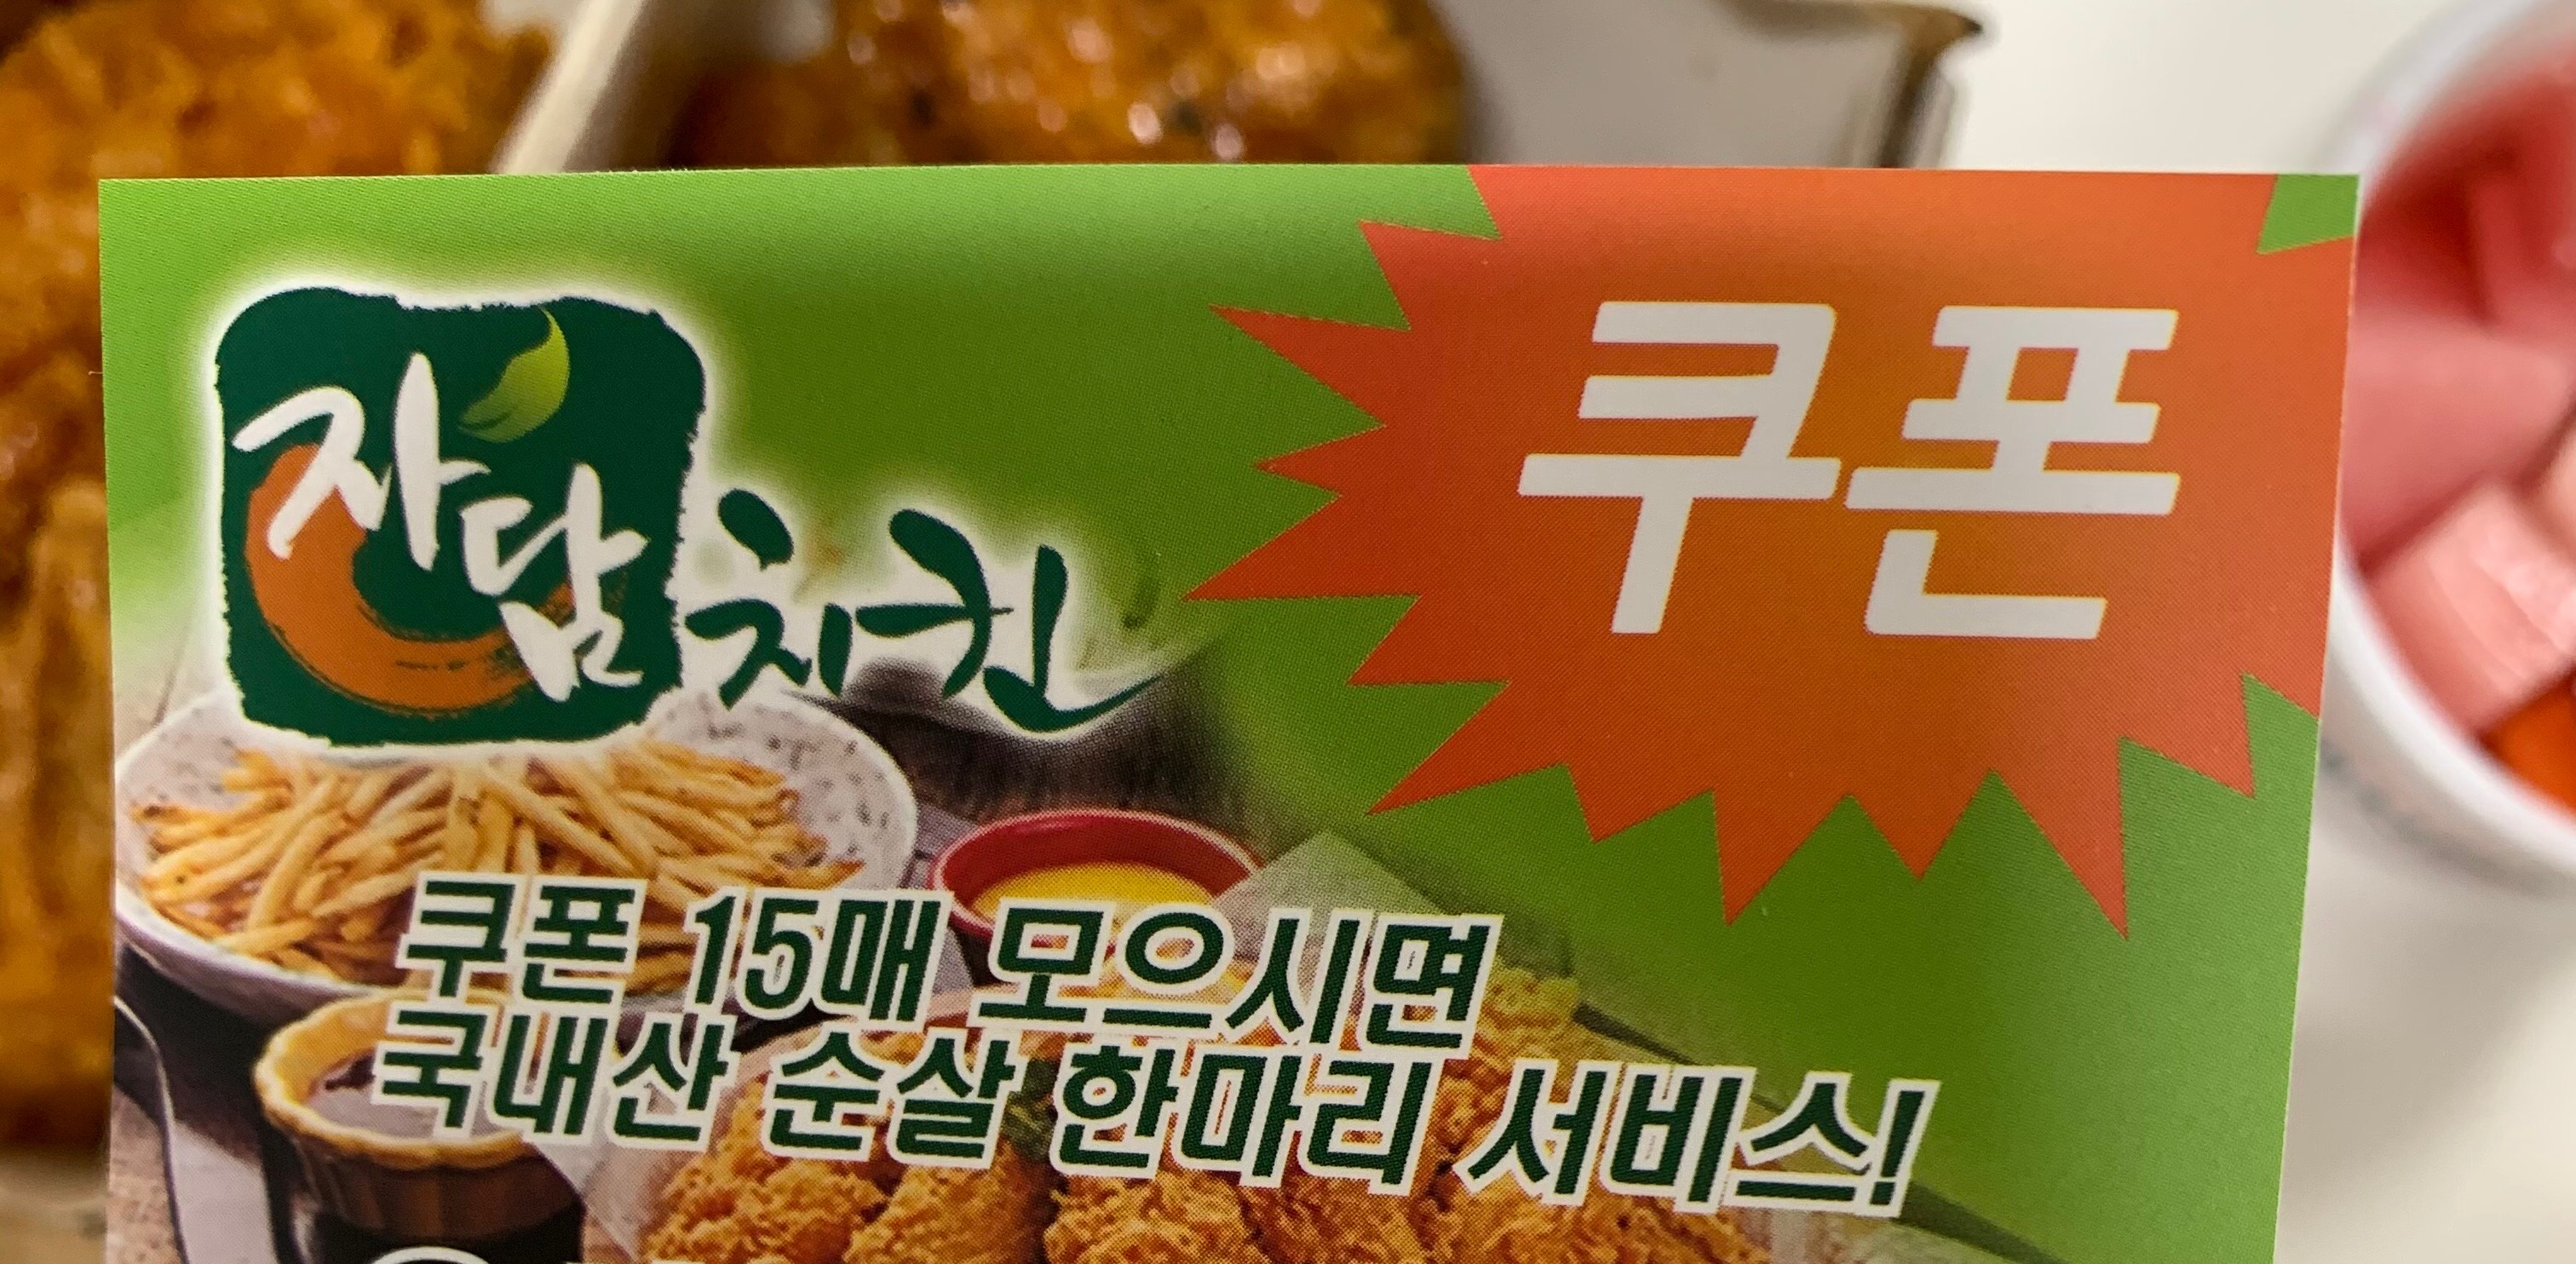 자담치킨
쿠폰
쿠폰 15매 모으시면
국내산 순살 한마리 서비스!